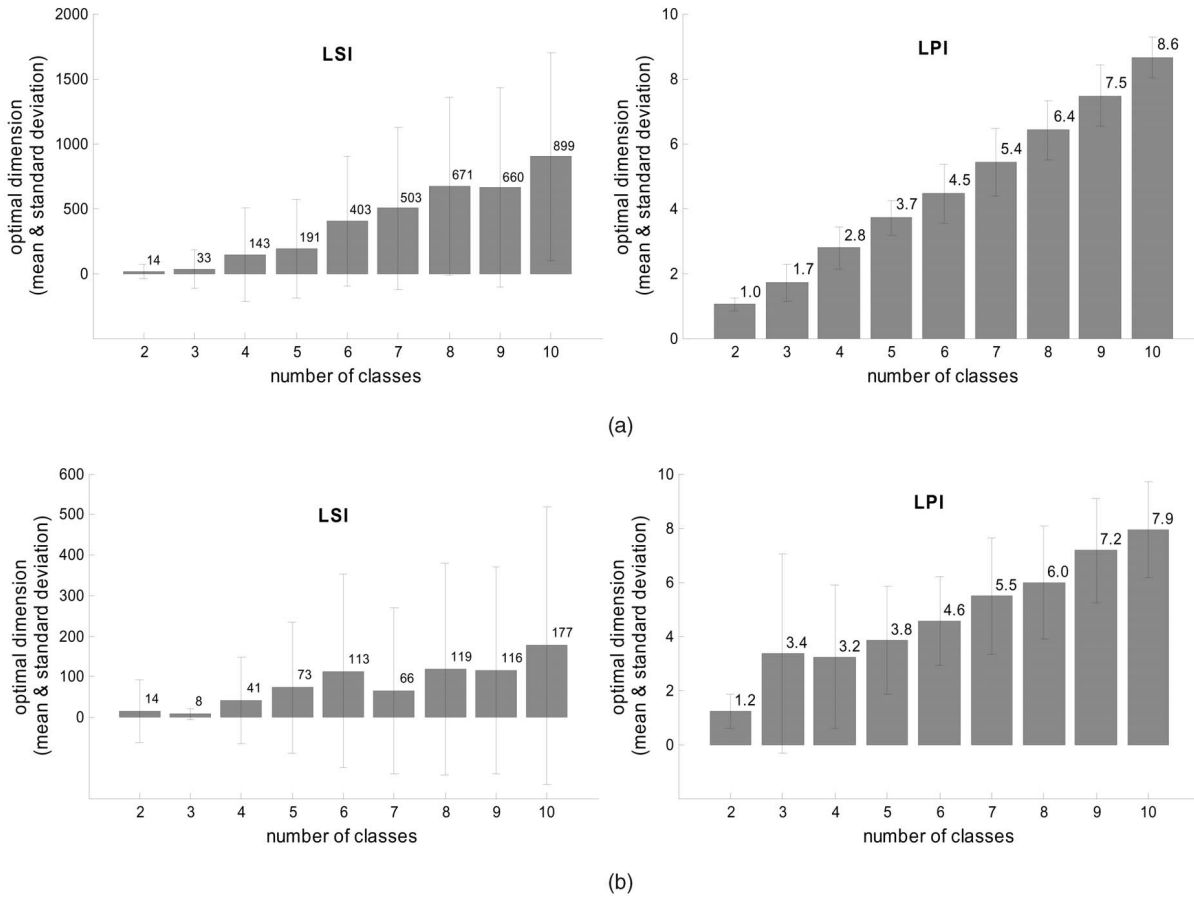 LSI
optimal dimension
(mean & standard deviation)
2000
1500
1000
500
0
14
33
143
191
403
503
671
660
899
2 3 4 5 6 7 8 9 10
number of classes
LPI
optimal dimension
(mean & standard deviation)
10
8
6
4
2
0
1.0
1.7
2.8
3.7
4.5
5.4
6.4
7.5
8.6
2 3 4 5 6 7 8 9 10
number of classes
(a)
LSI
optimal dimension
(mean & standard deviation)
600
500
400
300
200
100
0
14
8
41
73
113
66
119
116
177
2 3 4 5 6 7 8 9 10
number of classes
LPI
optimal dimension
(mean & standard deviation)
10
8
6
4
2
0
1.2
3.4
3.2
3.8
4.6
5.5
6.0
7.2
7.9
2 3 4 5 6 7 8 9 10
number of classes
(b)